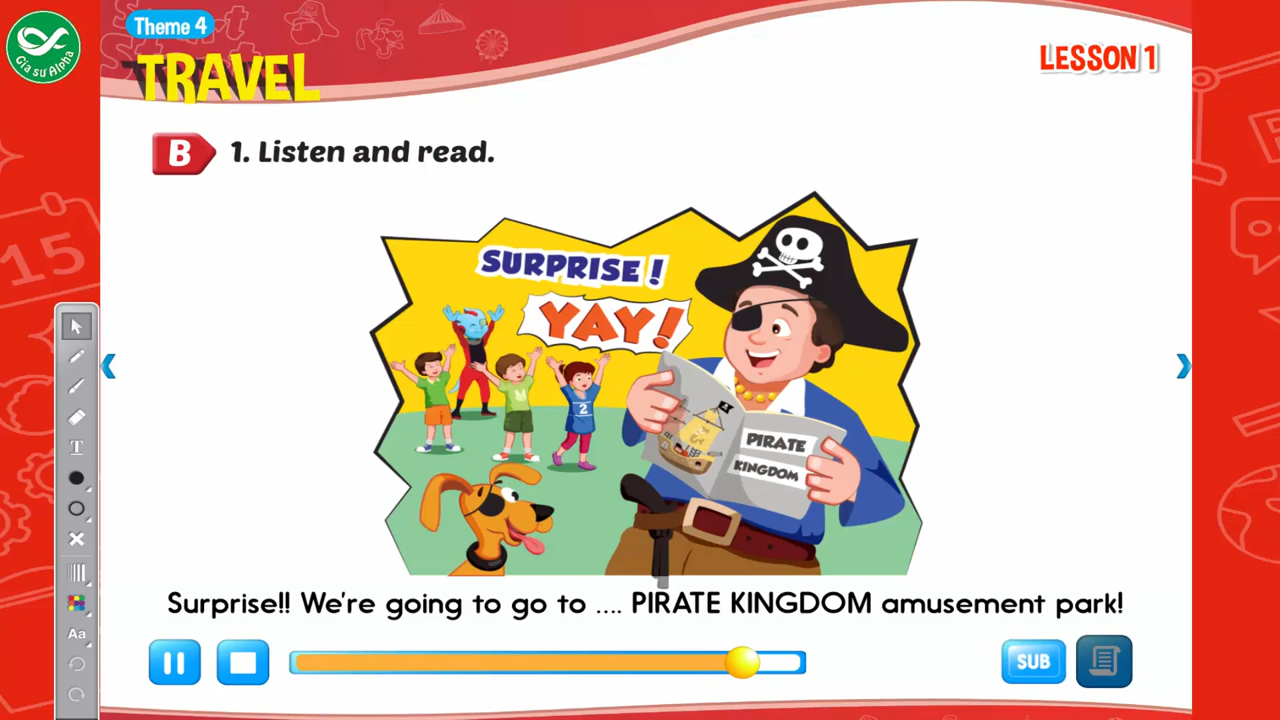 Theme 4
TRAVEL
LESSON 1
Gia sư Alpha
B
1. Listen and read.
SURPRISE!
YAY!
2
PIRATE
KINGDOM
Surprise!! We're going to go to .... PIRATE KINGDOM amusement park!
SUB
T
Aa
15